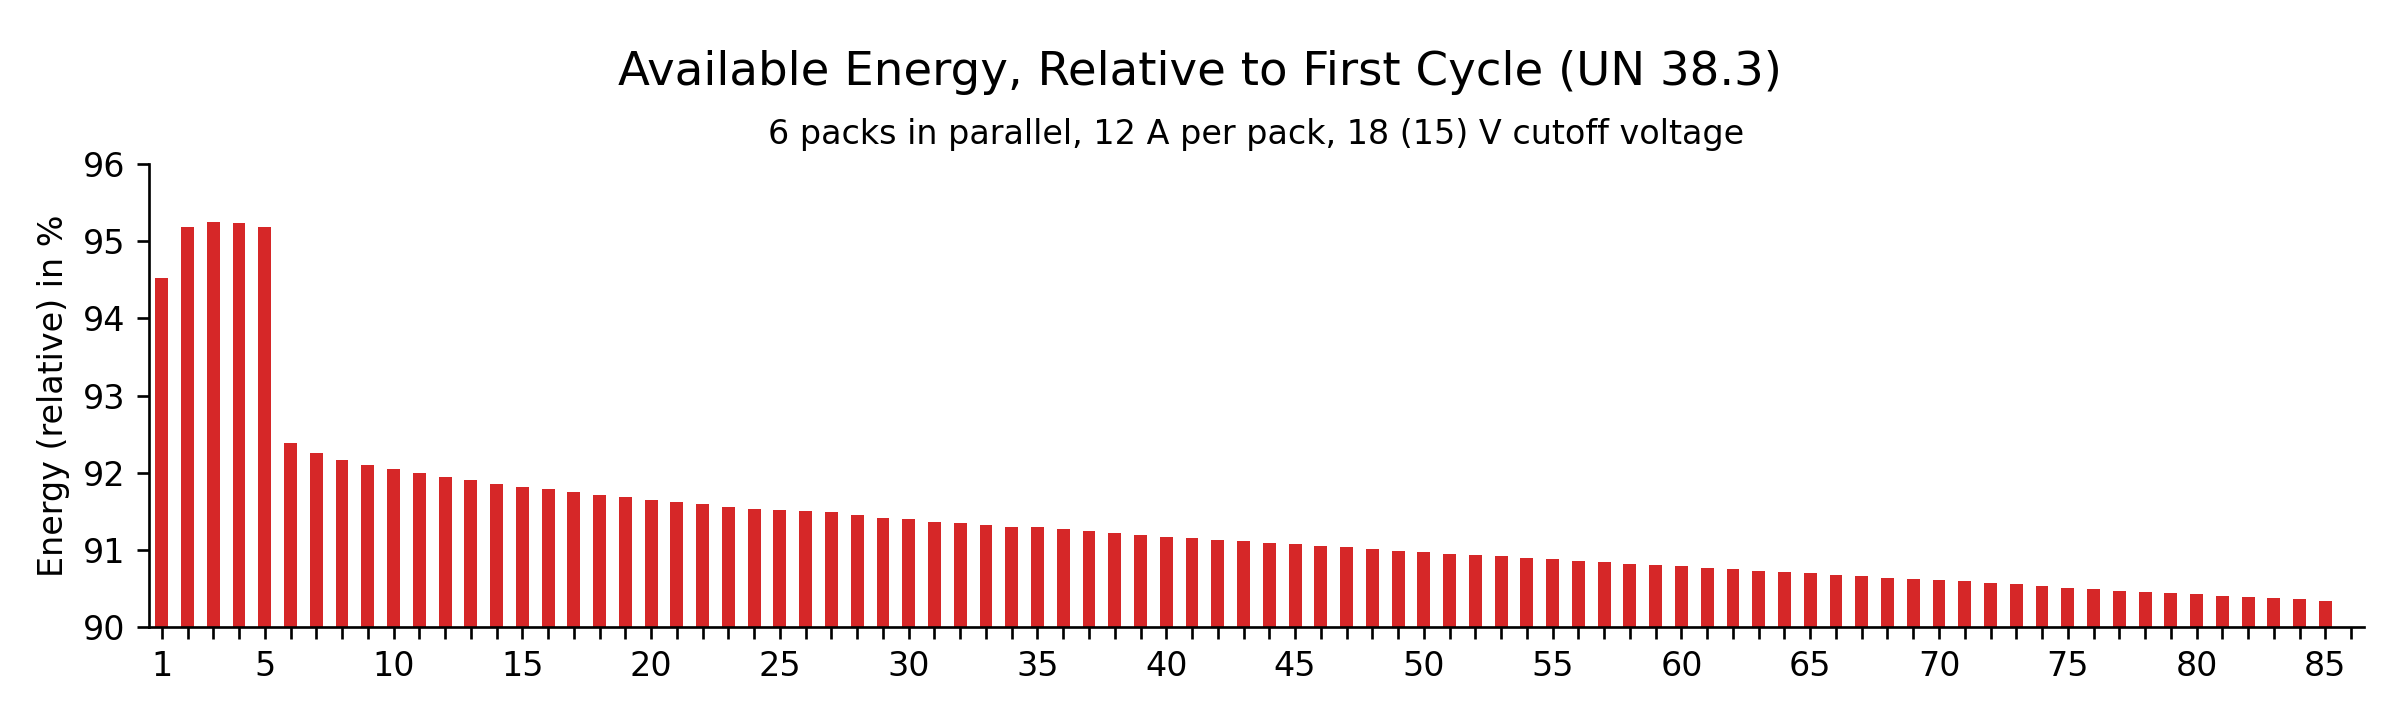 Available Energy, Relative to First Cycle (UN 38.3)
6 packs in parallel, 12 A per pack, 18 (15) V cutoff voltage
Energy (relative) in %
96
95
94
93
92
91
90
1 5 10 15 20 25 30 35 40 45 50 55 60 65 70 75 80 85